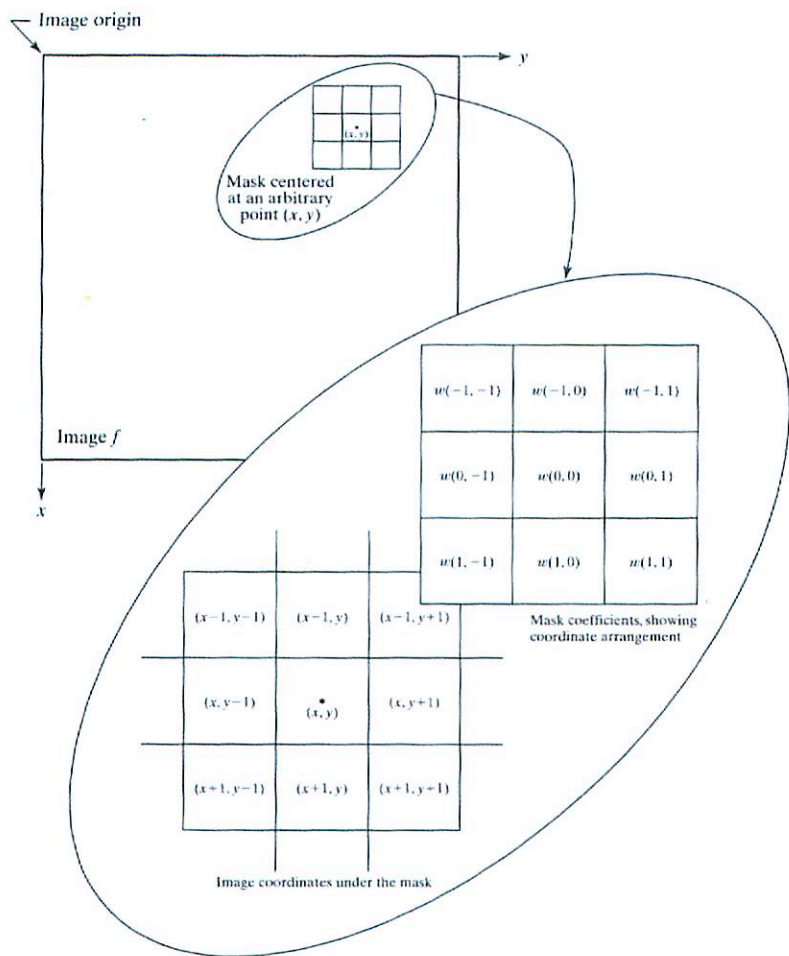 Image origin
y
(x, y)
Mask centered
at an arbitrary
point (x, y)
w(−1, −1) w(−1, 0) w(−1, 1)
Image f
w(0, −1) w(0, 0) w(0, 1)
x
w(1, −1) w(1, 0) w(1, 1)
(x−1, y−1) (x−1, y) (x−1, y+1)
Mask coefficients, showing
coordinate arrangement
(x, y−1) (x, y) (x, y+1)
(x+1, y−1) (x+1, y) (x+1, y+1)
Image coordinates under the mask